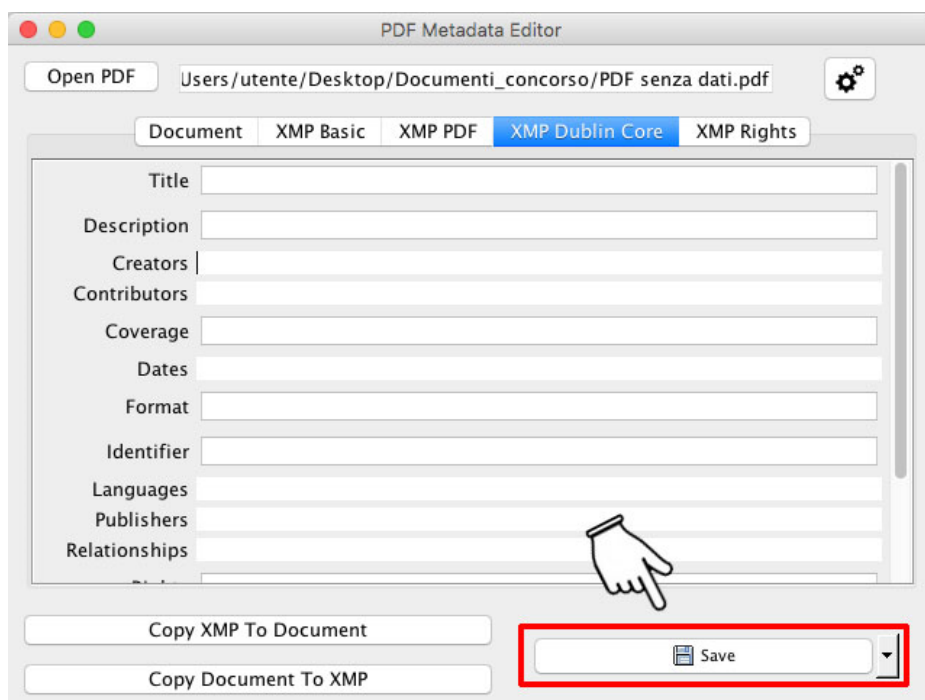 PDF Metadata Editor
Open PDF
Users/utente/Desktop/Documenti_concorso/PDF senza dati.pdf
Document XMP Basic XMP PDF XMP Dublin Core XMP Rights
Title
Description
Creators
Contributors
Coverage
Dates
Format
Identifier
Languages
Publishers
Relationships
Copy XMP To Document
Save
Copy Document To XMP